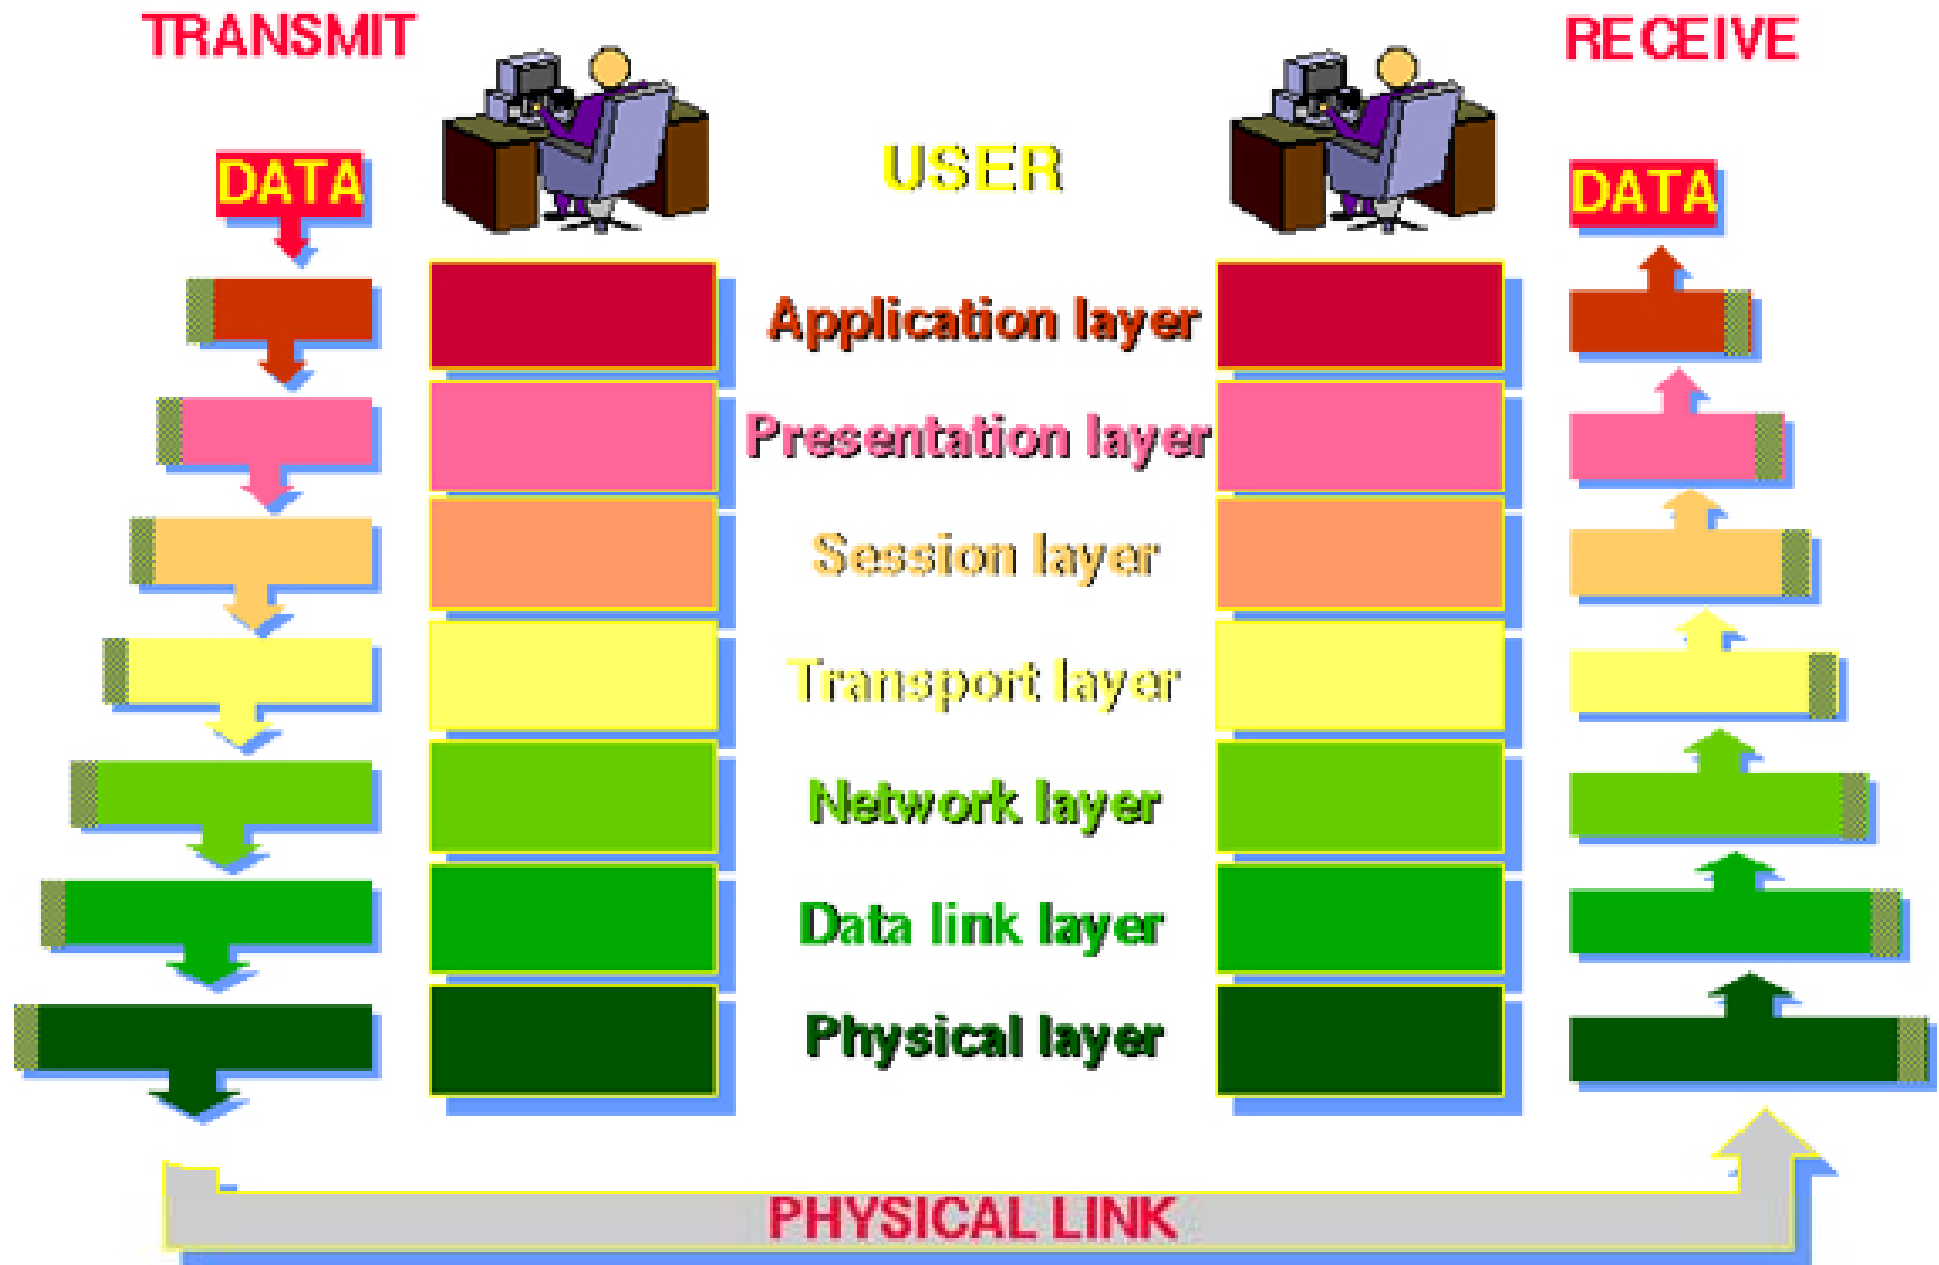 TRANSMIT
RECEIVE
USER
DATA
DATA
Application layer
Presentation layer
Session layer
Transport layer
Network layer
Data link layer
Physical layer
PHYSICAL LINK